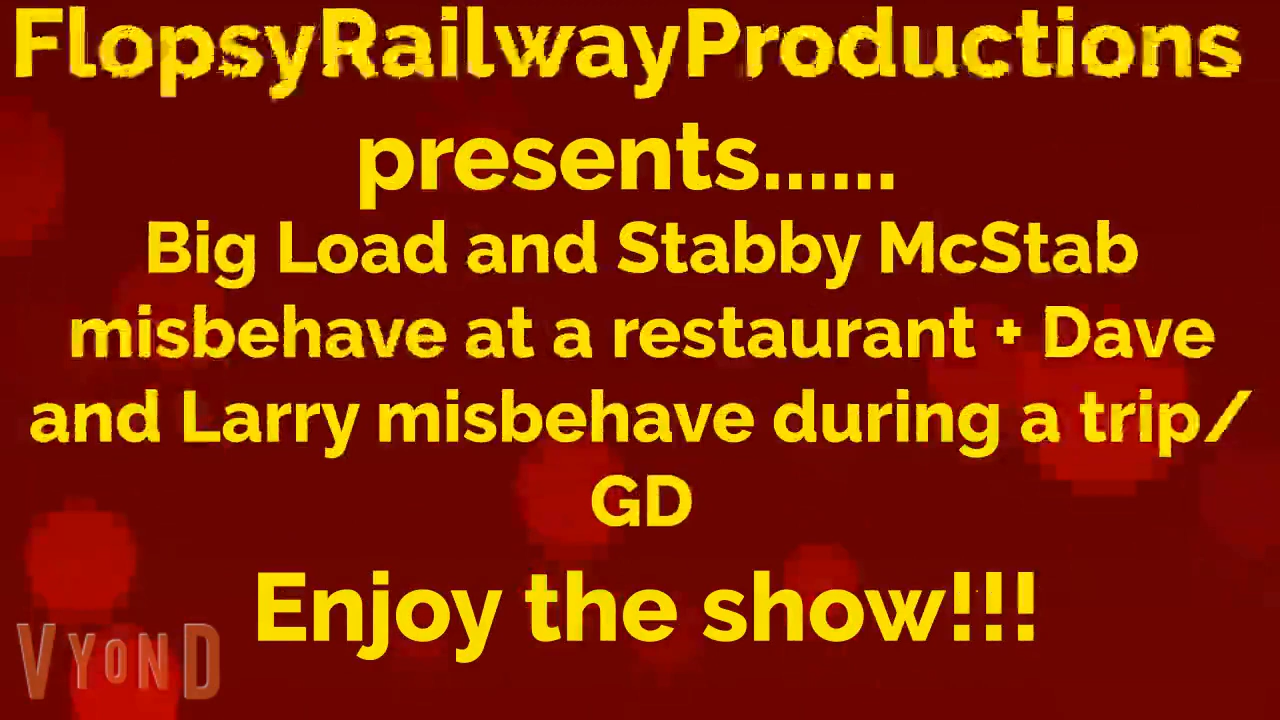 FlopsyRailwayProductions
presents......
Big Load and Stabby McStab
misbehave at a restaurant + Dave
and Larry misbehave during a trip/
GD
Enjoy the show!!!
VYOND